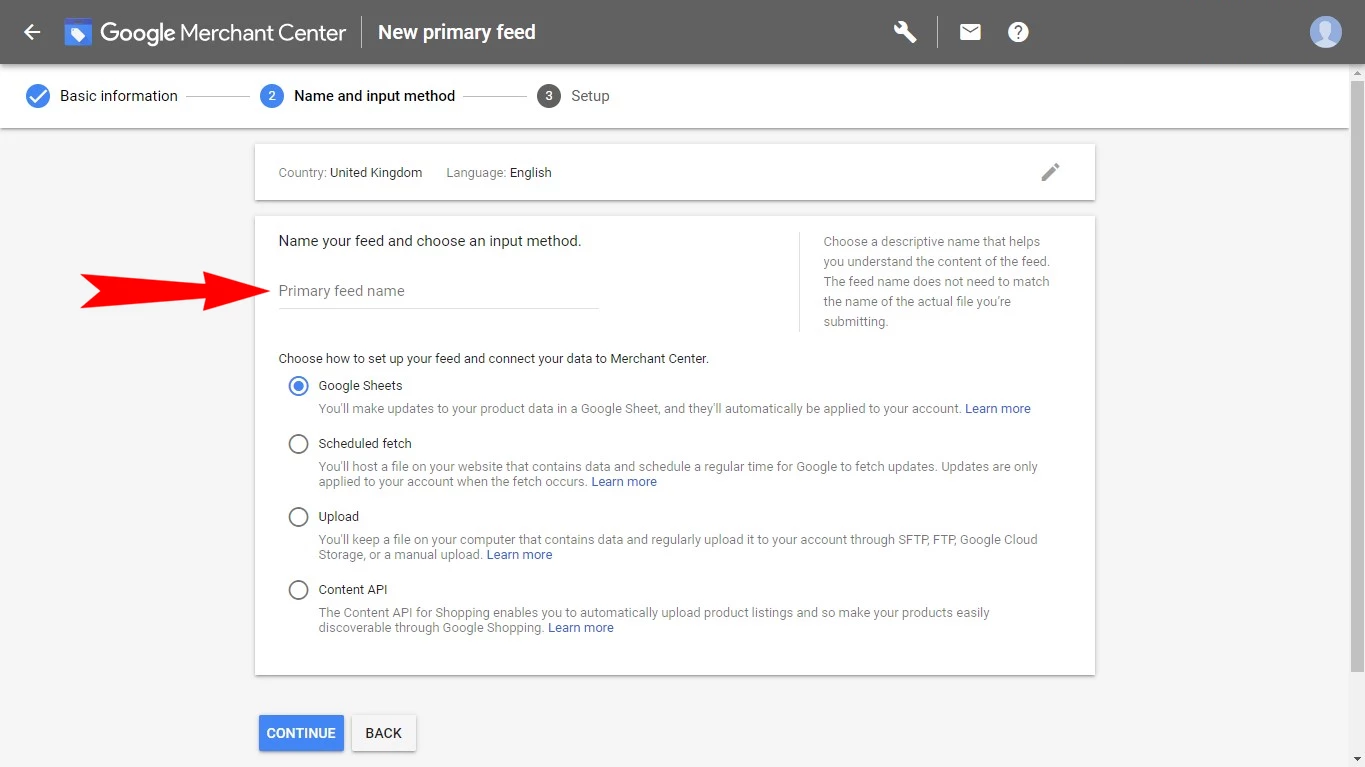 Google Merchant Center New primary feed
Basic information 2 Name and input method 3 Setup
Country: United Kingdom Language: English
Name your feed and choose an input method.
Primary feed name
Choose a descriptive name that helps
you understand the content of the feed.
The feed name does not need to match
the name of the actual file you're
submitting.
Choose how to set up your feed and connect your data to Merchant Center.
Google Sheets
You'll make updates to your product data in a Google Sheet, and they'll automatically be applied to your account. Learn more
Scheduled fetch
You'll host a file on your website that contains data and schedule a regular time for Google to fetch updates. Updates are only
applied to your account when the fetch occurs. Learn more
Upload
You'll keep a file on your computer that contains data and regularly upload it to your account through SFTP, FTP, Google Cloud
Storage, or a manual upload. Learn more
Content API
The Content API for Shopping enables you to automatically upload product listings and so make your products easily
discoverable through Google Shopping. Learn more
CONTINUE BACK